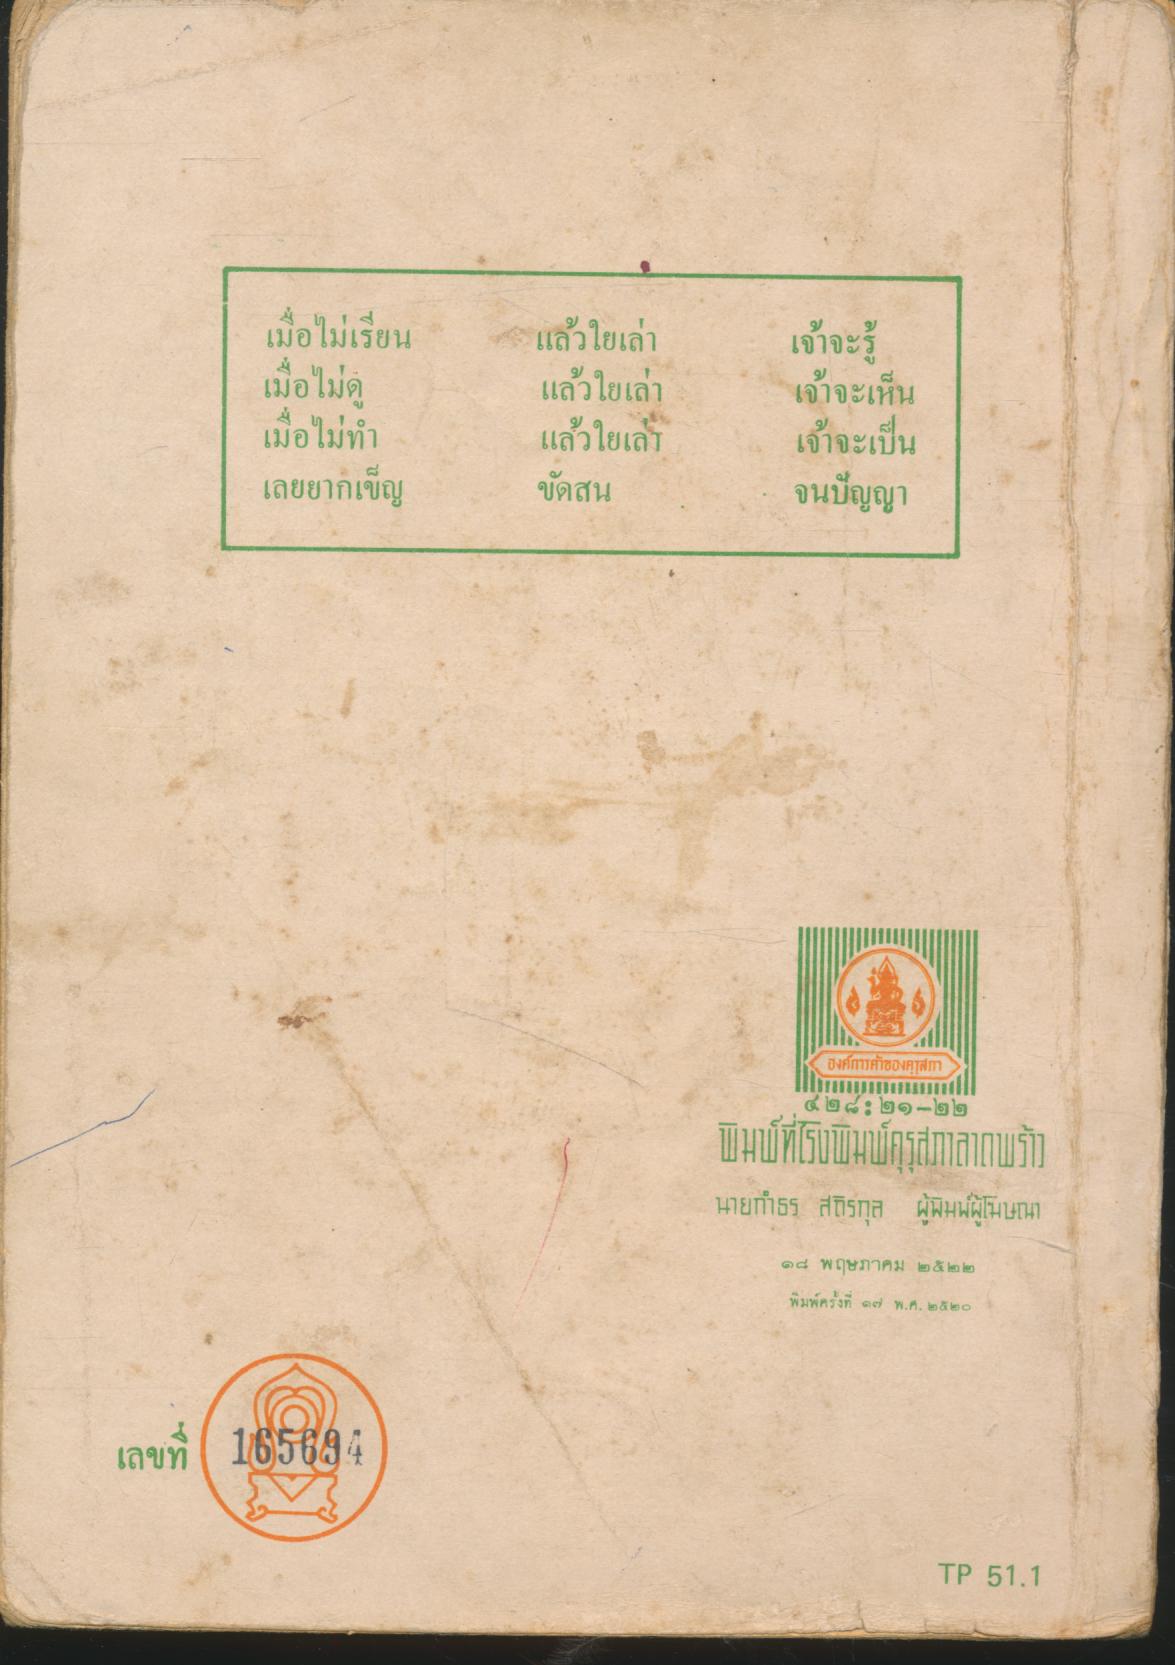 เมื่อไม่เรียน แล้วใยเล่า เจ้าจะรู้
เมื่อไม่ดู แล้วใยเล่า เจ้าจะเห็น
เมื่อไม่ทำ แล้วใยเล่า เจ้าจะเป็น
เลยยากเข็ญ ขัดสน จนปัญญา
องค์การค้าของคุรุสภา
๔๒๘:๒๑-๒๒
พิมพ์ที่โรงพิมพ์คุรุสภาลาดพร้าว
นายกำธร สถิรกุล ผู้พิมพ์ผู้โฆษณา
๑๘ พฤษภาคม ๒๕๒๒
พิมพ์ครั้งที่ ๑๗ พ.ศ. ๒๕๒๐
เลขที่ 165694
TP 51.1